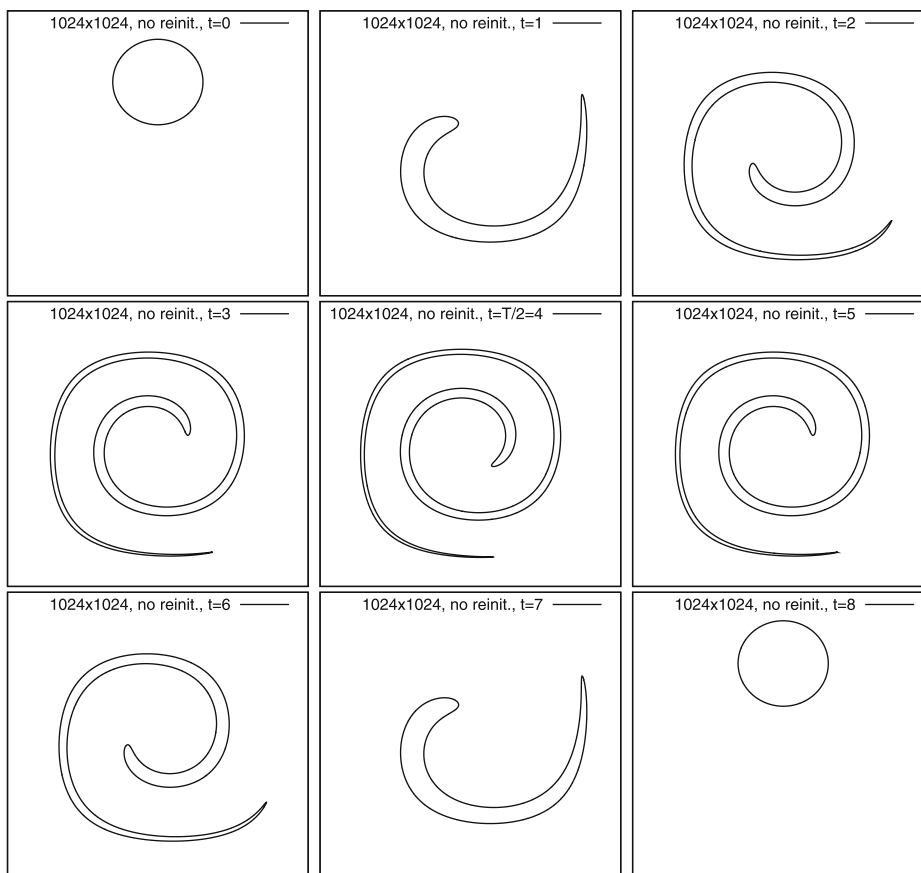 1024x1024, no reinit., t=0
1024x1024, no reinit., t=1
1024x1024, no reinit., t=2
1024x1024, no reinit., t=3
1024x1024, no reinit., t=T/2=4
1024x1024, no reinit., t=5
1024x1024, no reinit., t=6
1024x1024, no reinit., t=7
1024x1024, no reinit., t=8